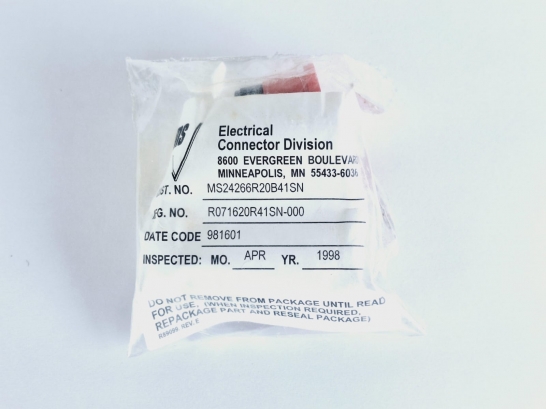 Electrical
Connector Division
8600 EVERGREEN BOULEVAR
MINNEAPOLIS, MN 55433-6036
ST. NO. MS24266R20B41SN
FG. NO. R071620R41SN-000
DATE CODE 981601
INSPECTED: MO. APR YR. 1998
DO NOT REMOVE FROM PACKAGE UNTIL READ
FOR USE. (WHEN INSPECTION REQUIRED,
REPACKAGE PART AND RESEAL PACKAGE)